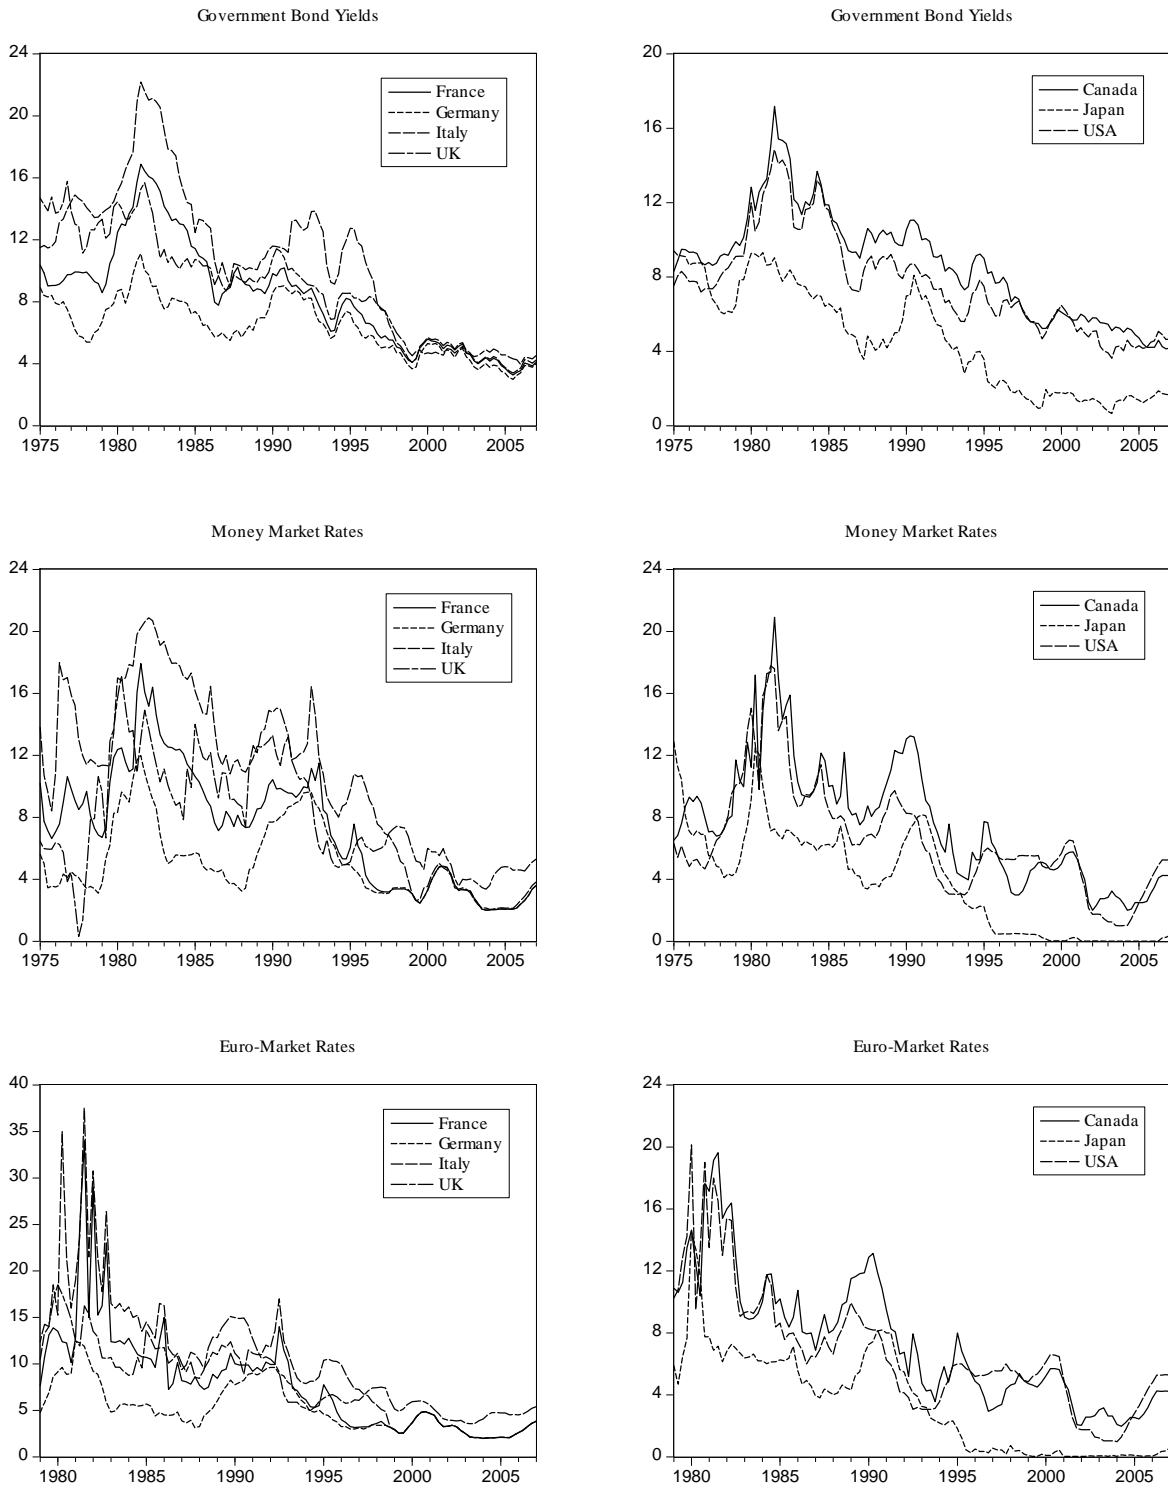 Government Bond Yields
24
20
16
12
8
4
0
1975 1980 1985 1990 1995 2000 2005
France
Germany
Italy
UK
Government Bond Yields
20
16
12
8
4
0
1975 1980 1985 1990 1995 2000 2005
Canada
Japan
USA
Money Market Rates
24
20
16
12
8
4
0
1975 1980 1985 1990 1995 2000 2005
France
Germany
Italy
UK
Money Market Rates
24
20
16
12
8
4
0
1975 1980 1985 1990 1995 2000 2005
Canada
Japan
USA
Euro-Market Rates
40
35
30
25
20
15
10
5
0
1980 1985 1990 1995 2000 2005
France
Germany
Italy
UK
Euro-Market Rates
24
20
16
12
8
4
0
1980 1985 1990 1995 2000 2005
Canada
Japan
USA